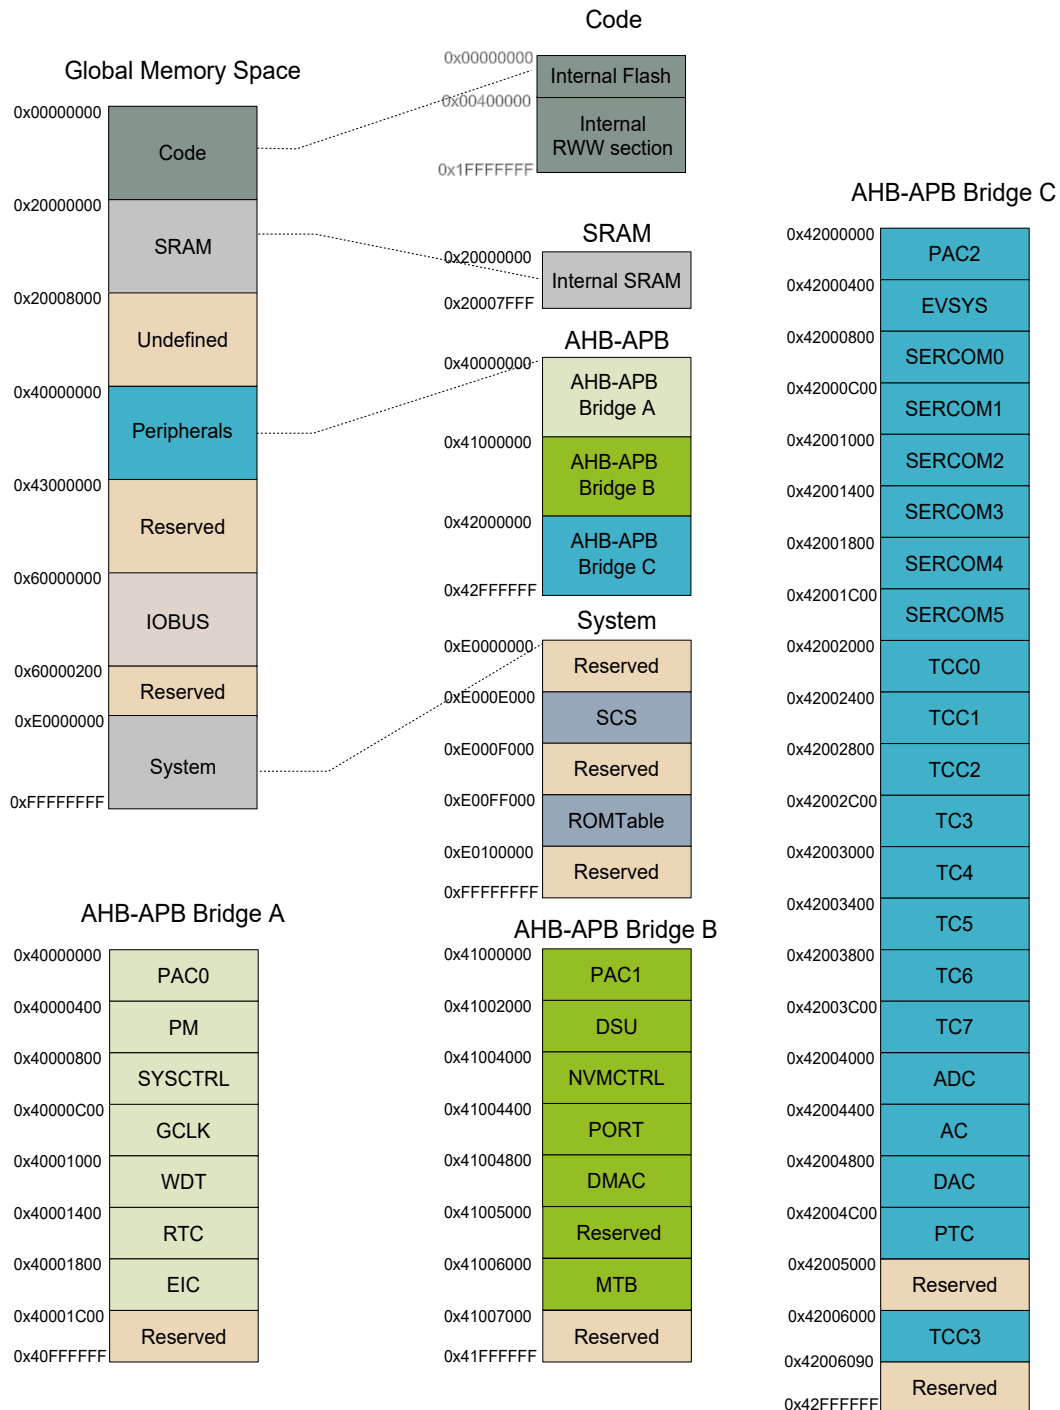 Global Memory Space
0x00000000
Code
0x20000000
SRAM
0x20008000
Undefined
0x40000000
Peripherals
0x43000000
Reserved
0x60000000
IOBUS
0x60000200
Reserved
0xE0000000
System
0xFFFFFFFF
Code
0x00000000
Internal Flash
0x00400000
Internal
RWW section
0x1FFFFFFF
SRAM
0x20000000
Internal SRAM
0x20007FFF
AHB-APB
0x40000000
AHB-APB
Bridge A
0x41000000
AHB-APB
Bridge B
0x42000000
AHB-APB
Bridge C
0x42FFFFFF
System
0xE0000000
Reserved
0xE000E000
SCS
0xE000F000
Reserved
0xE00FF000
ROMTable
0xE0100000
Reserved
0xFFFFFFFF
AHB-APB Bridge A
0x40000000
PAC0
0x40000400
PM
0x40000800
SYSCTRL
0x40000C00
GCLK
0x40001000
WDT
0x40001400
RTC
0x40001800
EIC
0x40001C00
Reserved
0x40FFFFFF
AHB-APB Bridge B
0x41000000
PAC1
0x41002000
DSU
0x41004000
NVMCTRL
0x41004400
PORT
0x41004800
DMAC
0x41005000
Reserved
0x41006000
MTB
0x41007000
Reserved
0x41FFFFFF
AHB-APB Bridge C
0x42000000
PAC2
0x42000400
EVSYS
0x42000800
SERCOM0
0x42000C00
SERCOM1
0x42001000
SERCOM2
0x42001400
SERCOM3
0x42001800
SERCOM4
0x42001C00
SERCOM5
0x42002000
TCC0
0x42002400
TCC1
0x42002800
TCC2
0x42002C00
TC3
0x42003000
TC4
0x42003400
TC5
0x42003800
TC6
0x42003C00
TC7
0x42004000
ADC
0x42004400
AC
0x42004800
DAC
0x42004C00
PTC
0x42005000
Reserved
0x42006000
TCC3
0x42006090
Reserved
0x42FFFFFF